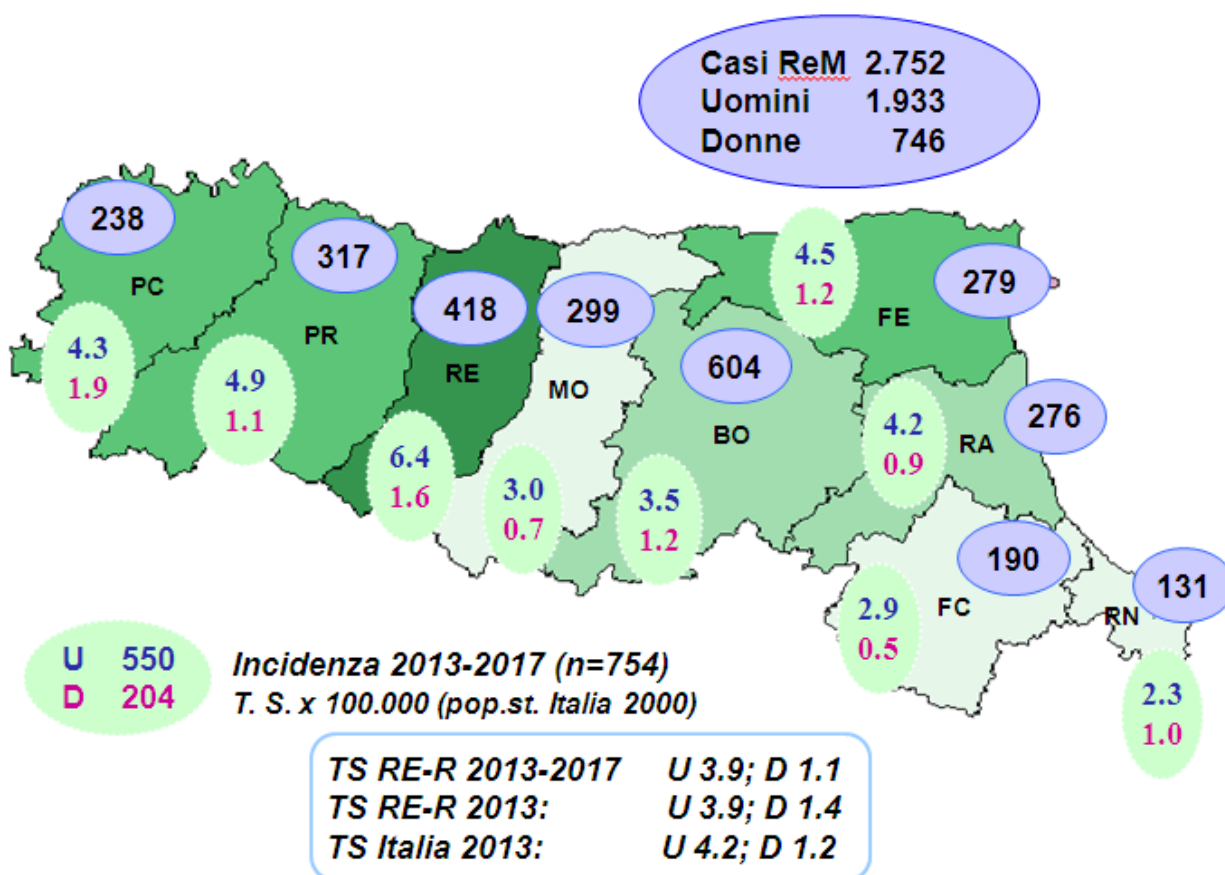 Casi ReM 2.752
Uomini 1.933
Donne 746
238
PC
4.3
1.9
317
PR
4.9
1.1
418
RE
6.4
1.6
299
MO
3.0
0.7
604
BO
3.5
1.2
4.5
1.2
279
FE
276
RA
4.2
0.9
190
FC
2.9
0.5
131
RN
2.3
1.0
U 550
D 204
Incidenza 2013-2017 (n=754)
T. S. x 100.000 (pop.st. Italia 2000)
TS RE-R 2013-2017 U 3.9; D 1.1
TS RE-R 2013: U 3.9; D 1.4
TS Italia 2013: U 4.2; D 1.2